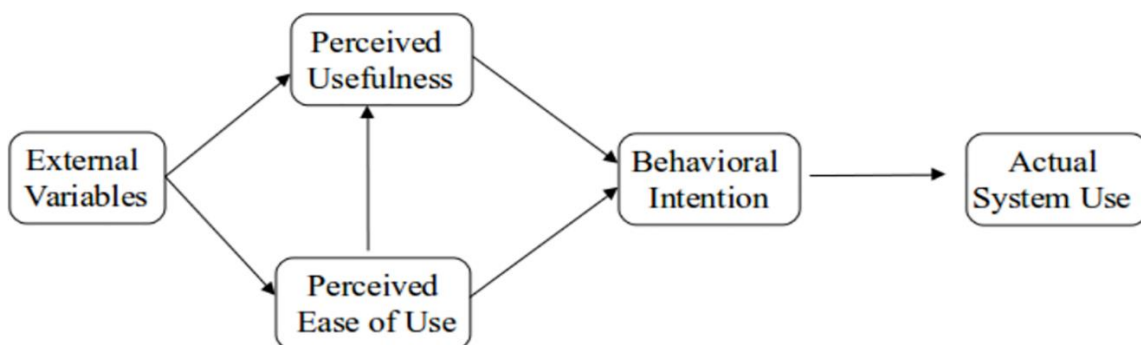 Perceived
Usefulness
External
Variables
Behavioral
Intention
Actual
System Use
Perceived
Ease of Use